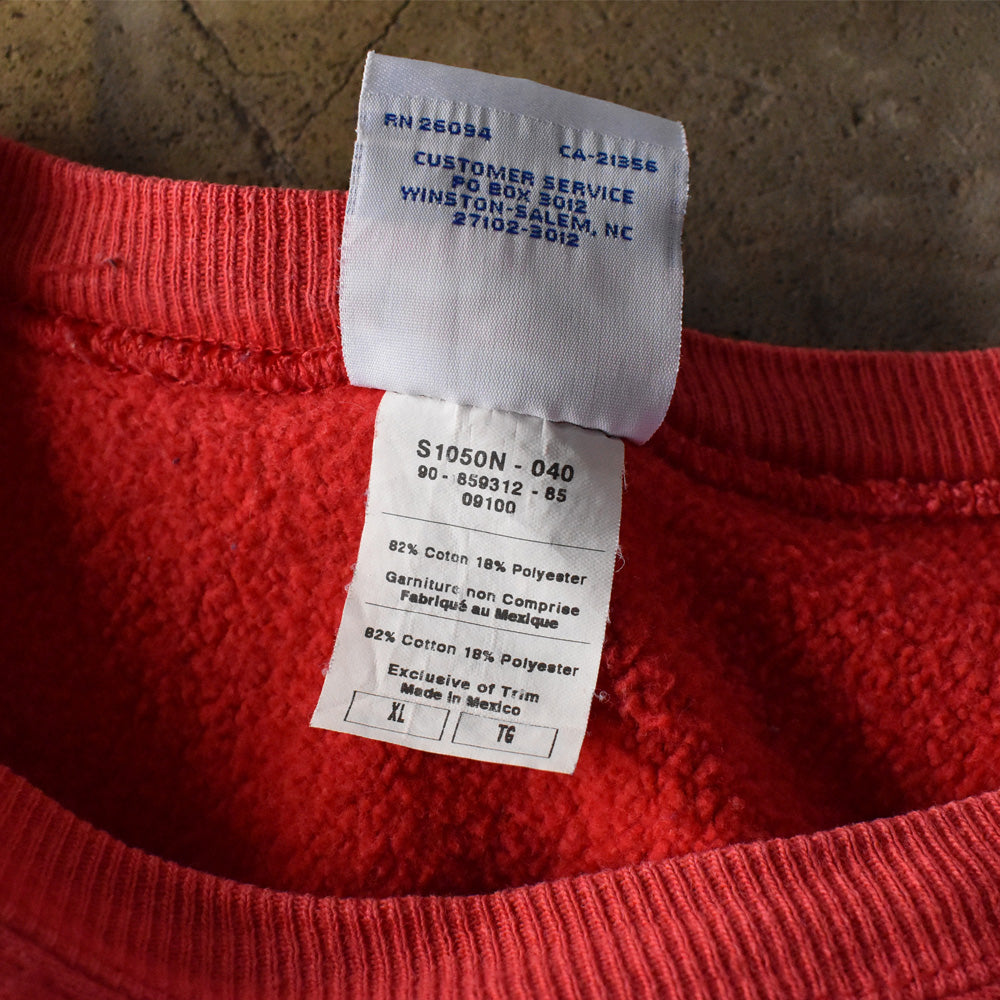 RN 26094
CA-21356
CUSTOMER SERVICE
PO BOX 3012
WINSTON-SALEM, NC
27102-3012
S1050N - 040
90 - 859312 - 85
09100
82% Coton 18% Polyester
Garniture non Comprise
Fabriqué au Mexique
82% Cotton 18% Polyester
Exclusive of Trim
Made in Mexico
XL TG